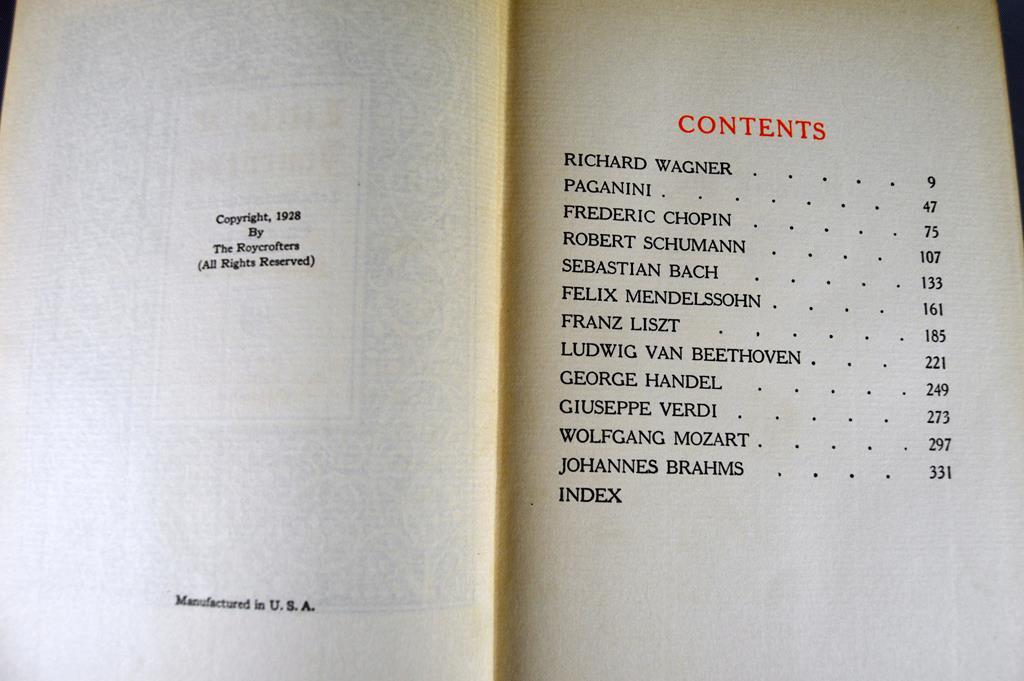 Copyright, 1928
By
The Roycrofters
(All Rights Reserved)
Manufactured in U. S. A.
CONTENTS
RICHARD WAGNER . . . . . 9
PAGANINI . . . . . . . 47
FREDERIC CHOPIN . . . . . 75
ROBERT SCHUMANN . . . . 107
SEBASTIAN BACH . . . . . 133
FELIX MENDELSSOHN . . . . 161
FRANZ LISZT . . . . . . 185
LUDWIG VAN BEETHOVEN . . . 221
GEORGE HANDEL . . . . . 249
GIUSEPPE VERDI . . . . . 273
WOLFGANG MOZART . . . . . 297
JOHANNES BRAHMS . . . . 331
INDEX